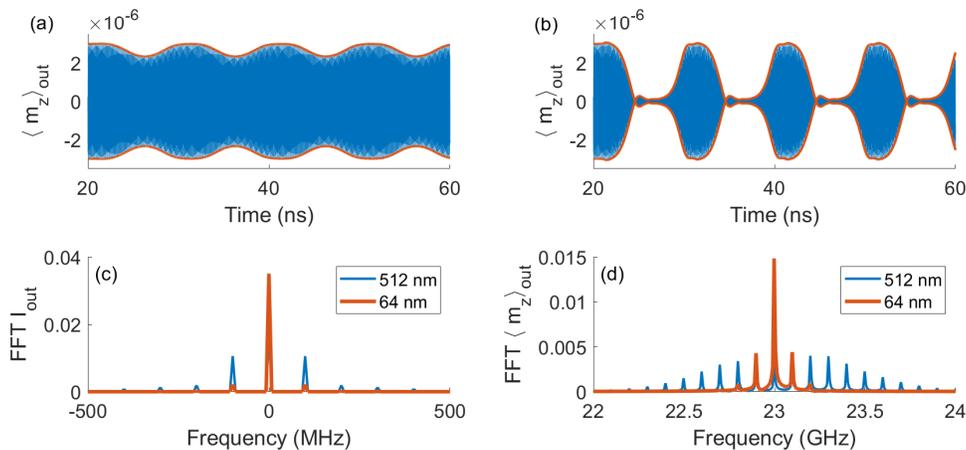 (a) ×10⁻⁶
⟨ m_z⟩_out
2
0
-2
20 40 60
Time (ns)
(b) ×10⁻⁶
⟨ m_z⟩_out
2
0
-2
20 40 60
Time (ns)
(c)
FFT I_out
0.04
0.02
0
512 nm
64 nm
-500 0 500
Frequency (MHz)
(d)
FFT ⟨ m_z⟩_out
0.015
0.01
0.005
0
512 nm
64 nm
22 22.5 23 23.5 24
Frequency (GHz)